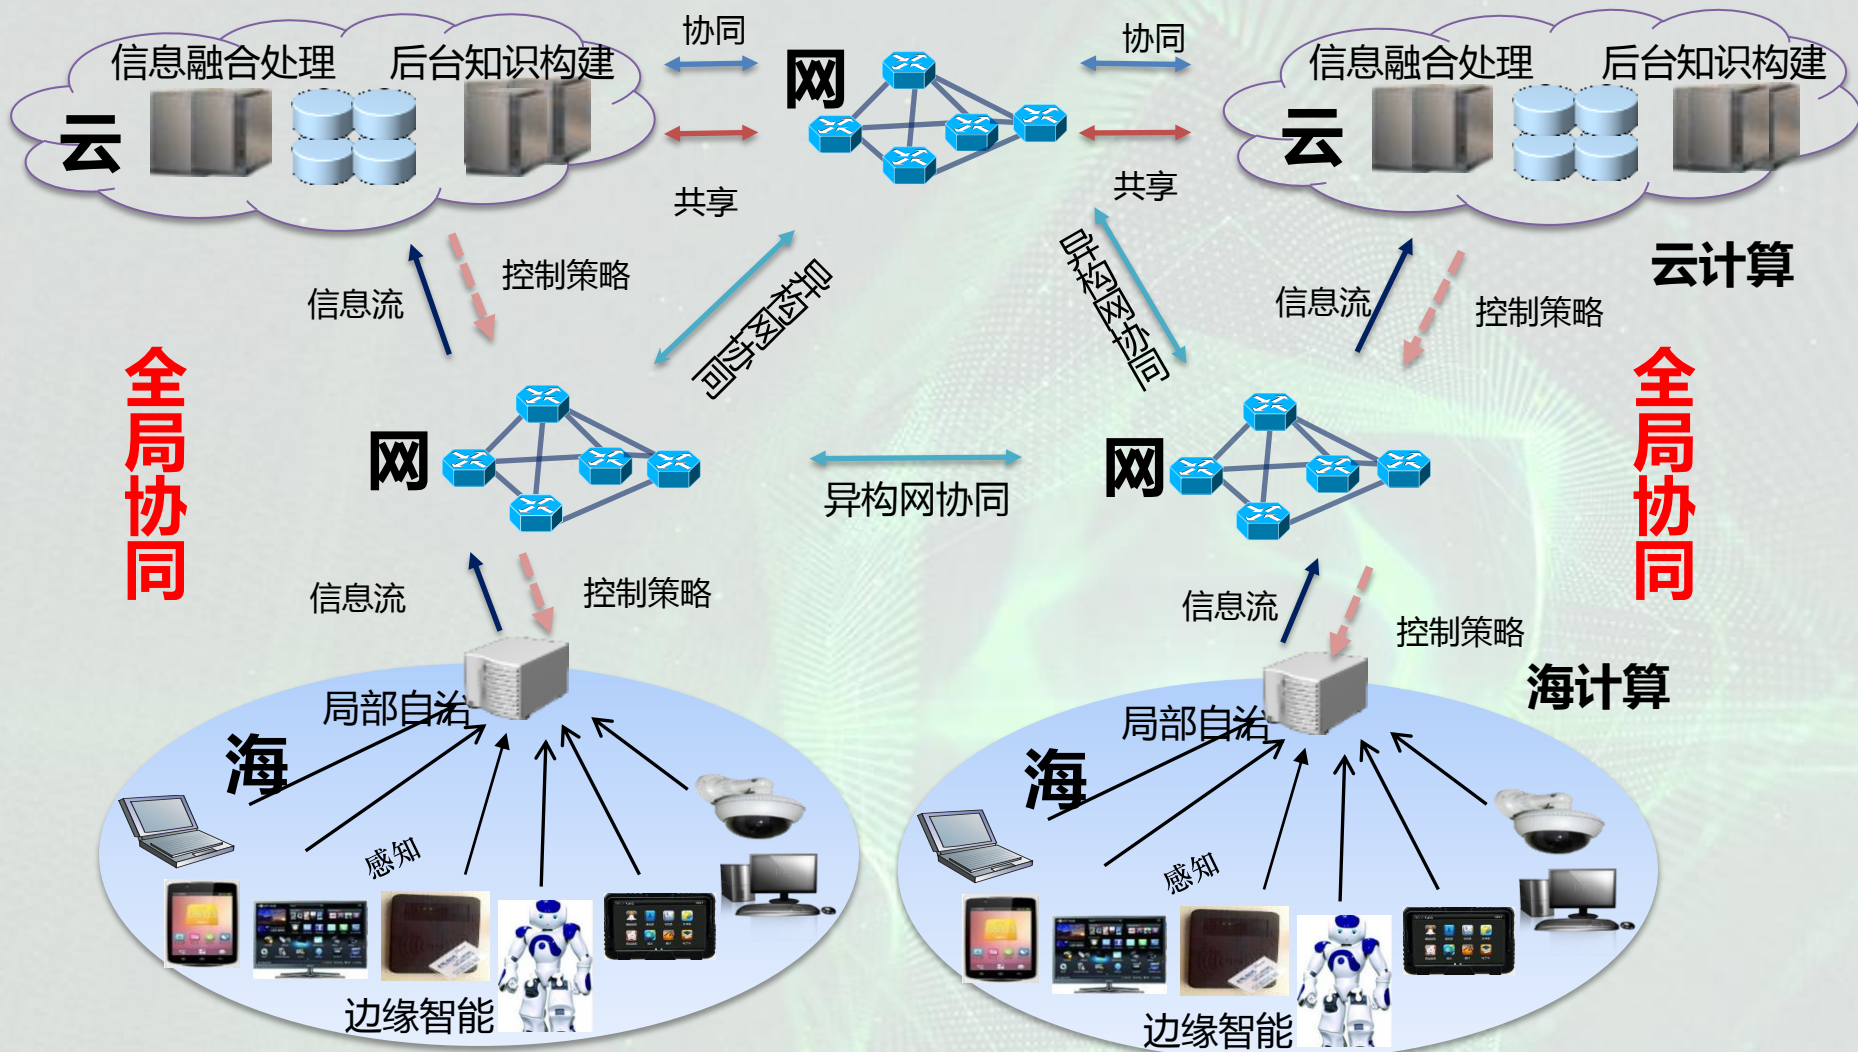 协同
协同
信息融合处理
后台知识构建
网
信息融合处理
后台知识构建
云
云
共享
共享
云计算
信息流
控制策略
异构网协同
异构网协同
信息流
控制策略
全局协同
全局协同
网
异构网协同
网
信息流
控制策略
信息流
控制策略
海计算
局部自治
局部自治
海
海
感知
感知
边缘智能
边缘智能